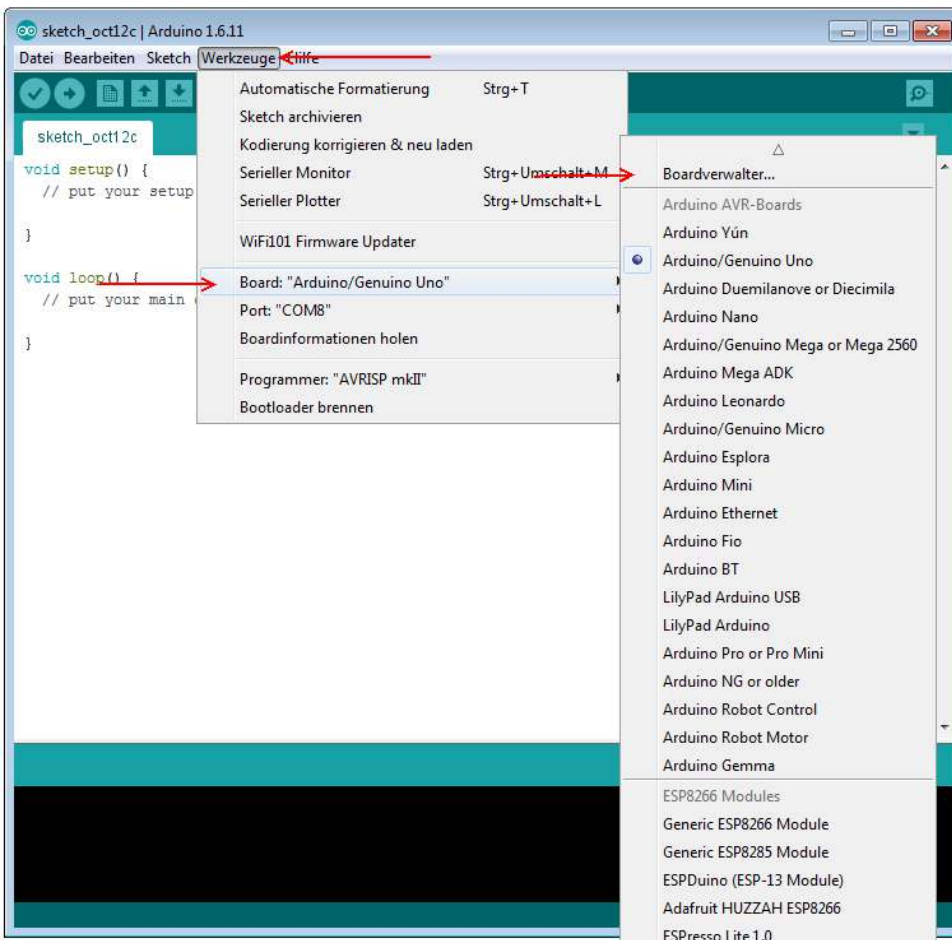 sketch_oct12c | Arduino 1.6.11
Datei Bearbeiten Sketch Werkzeuge Hilfe
sketch_oct12c
void setup() {
// put your setup
}
void loop() {
// put your main
}
Automatische Formatierung Strg+T
Sketch archivieren
Kodierung korrigieren & neu laden
Serieller Monitor Strg+Umschalt+M
Serieller Plotter Strg+Umschalt+L
WiFi101 Firmware Updater
Board: "Arduino/Genuino Uno"
Port: "COM8"
Boardinformationen holen
Programmer: "AVRISP mkII"
Bootloader brennen
Boardverwalter...
Arduino AVR-Boards
Arduino Yún
Arduino/Genuino Uno
Arduino Duemilanove or Diecimila
Arduino Nano
Arduino/Genuino Mega or Mega 2560
Arduino Mega ADK
Arduino Leonardo
Arduino/Genuino Micro
Arduino Esplora
Arduino Mini
Arduino Ethernet
Arduino Fio
Arduino BT
LilyPad Arduino USB
LilyPad Arduino
Arduino Pro or Pro Mini
Arduino NG or older
Arduino Robot Control
Arduino Robot Motor
Arduino Gemma
ESP8266 Modules
Generic ESP8266 Module
Generic ESP8285 Module
ESPDuino (ESP-13 Module)
Adafruit HUZZAH ESP8266
ESPresso Lite 1.0